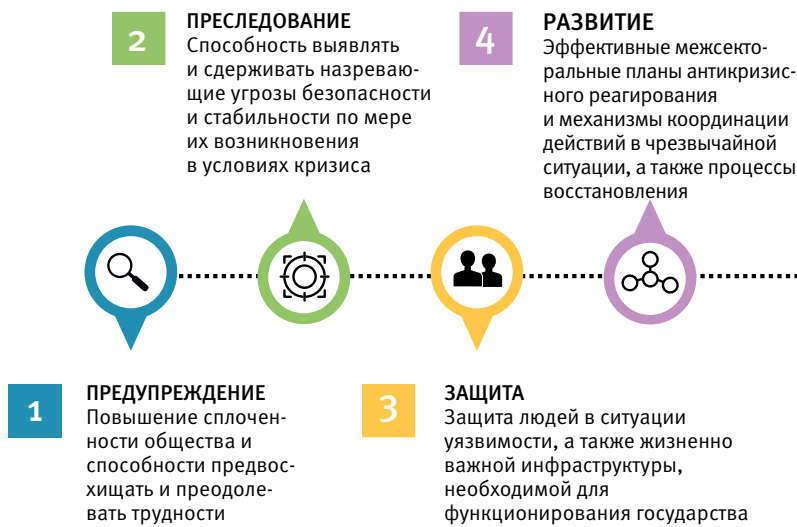 1
ПРЕДУПРЕЖДЕНИЕ
Повышение сплочен-
ности общества и
способности предвос-
хищать и преодоле-
вать трудности
2
ПРЕСЛЕДОВАНИЕ
Способность выявлять
и сдерживать назреваю-
щие угрозы безопасности
и стабильности по мере
их возникновения
в условиях кризиса
3
ЗАЩИТА
Защита людей в ситуации
уязвимости, а также жизненно
важной инфраструктуры,
необходимой для
функционирования государства
4
РАЗВИТИЕ
Эффективные межсекто-
ральные планы антикризис-
ного реагирования
и механизмы координации
действий в чрезвычайной
ситуации, а также процессы
восстановления